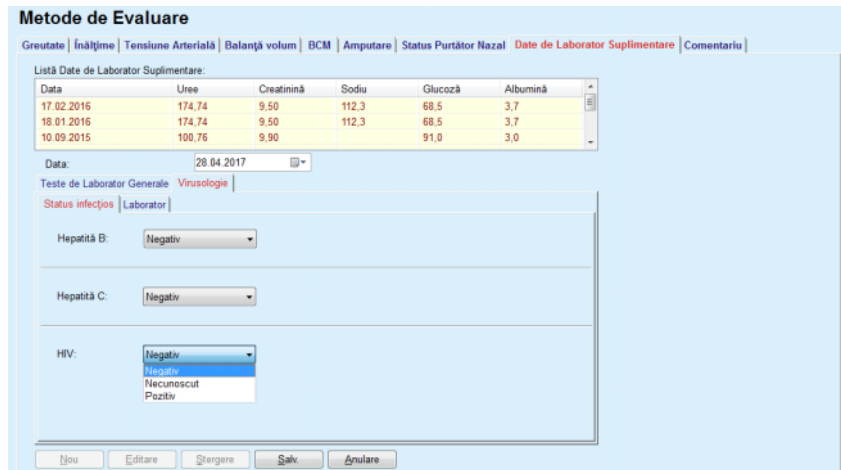 Metode de Evaluare
Greutate Înălţime Tensiune Arterială Balanţă volum BCM Amputare Status Purtător Nazal Date de Laborator Suplimentare Comentariu
Listă Date de Laborator Suplimentare:
Data Uree Creatinină Sodiu Glucoză Albumină
17.02.2016 174,74 9,50 112,3 68,5 3,7
18.01.2016 174,74 9,50 112,3 68,5 3,7
10.09.2015 100,76 9,90 91,0 3,0
Data: 28.04.2017
Teste de Laborator Generale Virusologie
Status infecţios Laborator
Hepatită B: Negativ
Hepatită C: Negativ
HIV: Negativ
Negativ
Necunoscut
Pozitiv
Nou Editare Ştergere Salv. Anulare